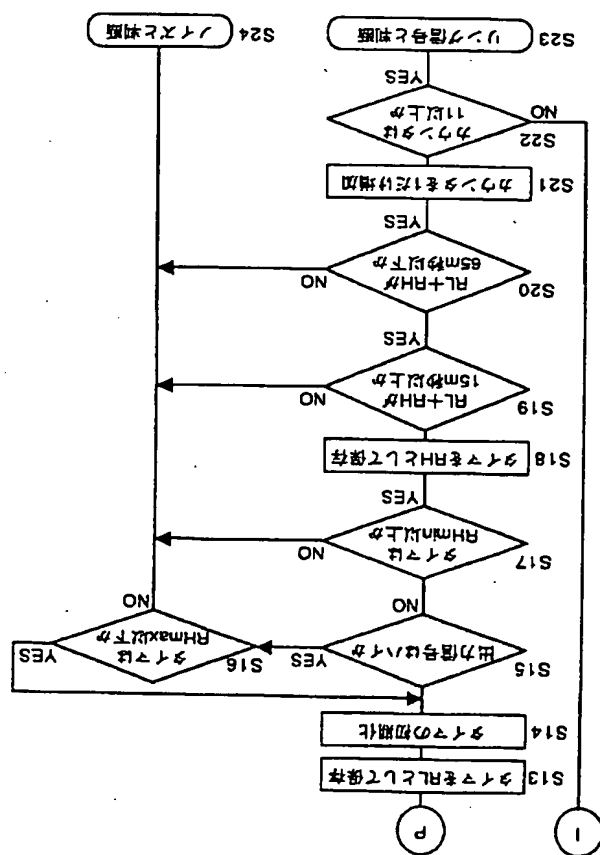 d
1
S13
タイマをRLとして保存
S14
タイマの初期化
S15
出力信号はハイか
YES
NO
S16
タイマは
RHmax以下か
YES
NO
S17
タイマは
RHmin以上か
NO
YES
S18
タイマをRHとして保存
S19
RL+RHが
15m秒以上か
NO
YES
S20
RL+RHが
65m秒以下か
NO
YES
S21
カウンタを1だけ増加
S22
カウンタは
11以上か
NO
YES
S23
リング信号と判断
S24
ノイズと判断